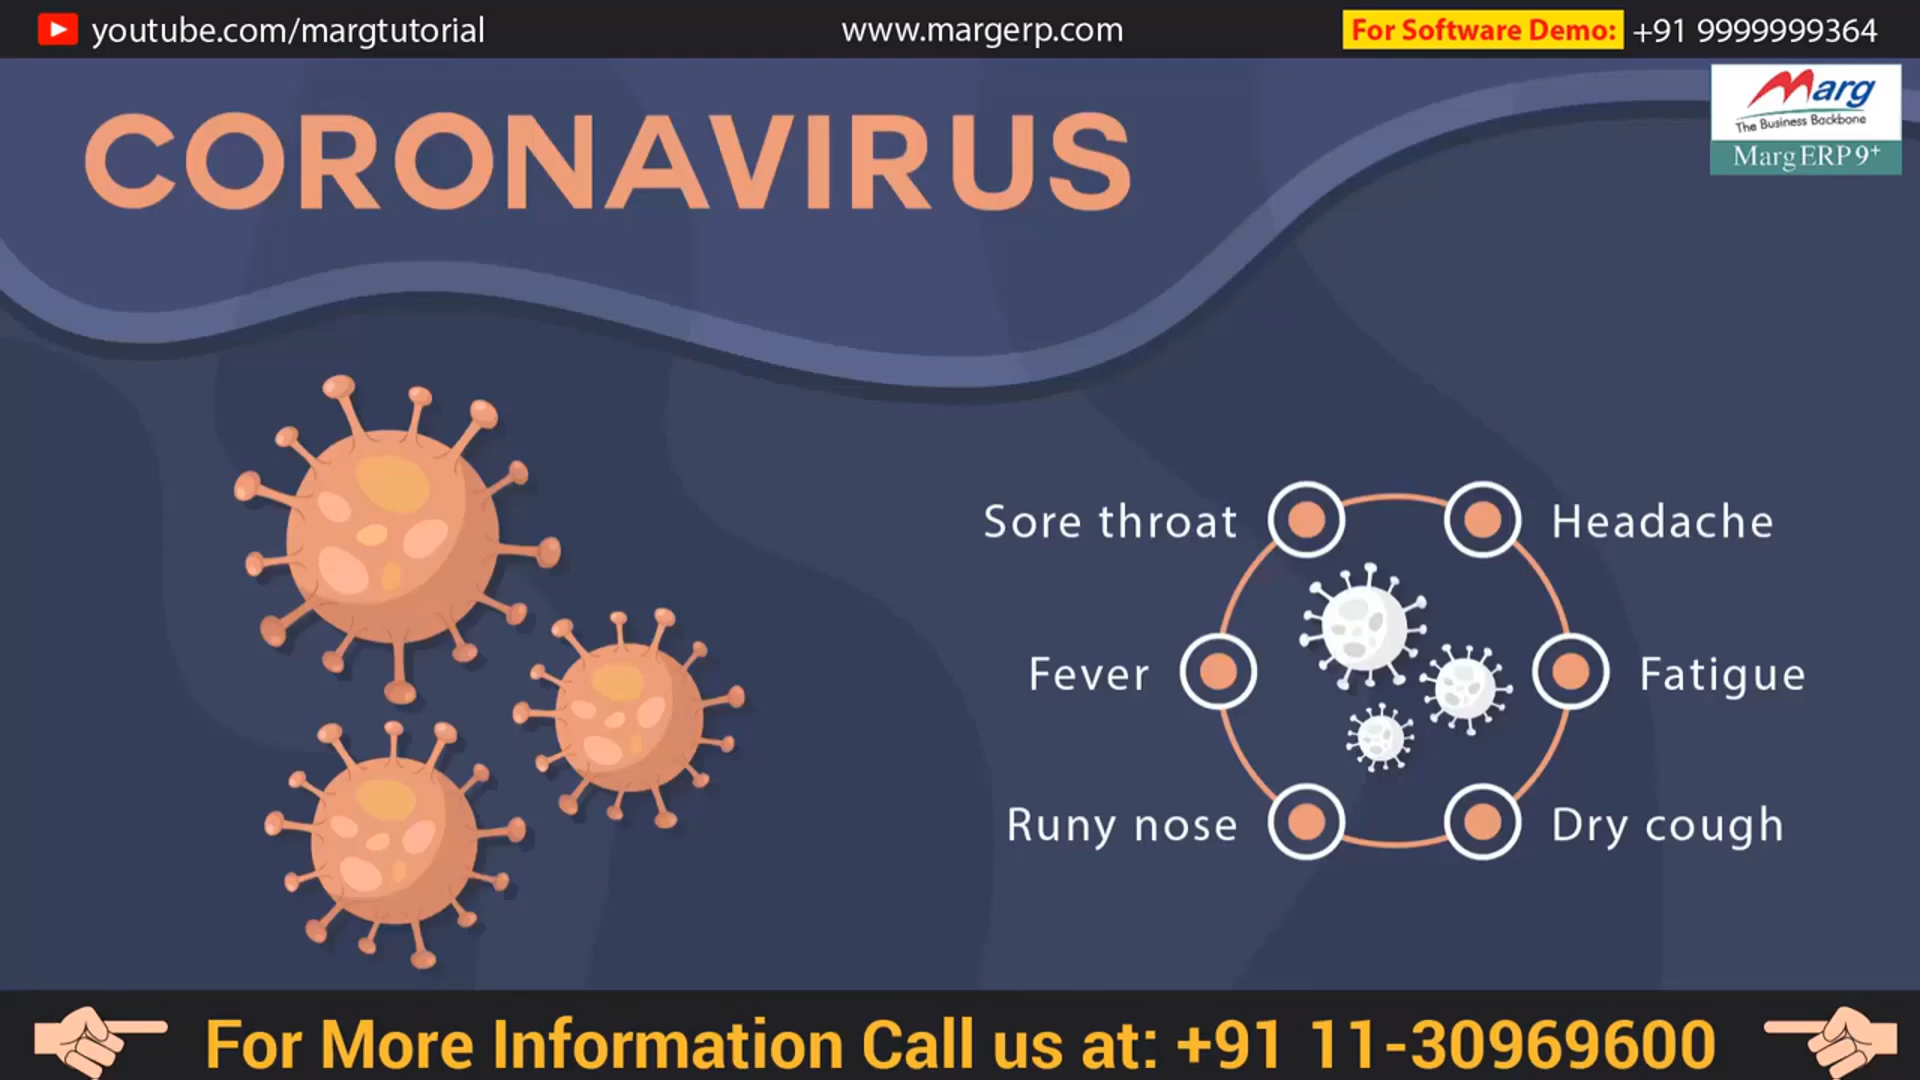 youtube.com/margtutorial
www.margerp.com
For Software Demo: +91 9999999364
Marg
The Business Backbone
Marg ERP 9+
CORONAVIRUS
Sore throat
Headache
Fever
Fatigue
Runy nose
Dry cough
For More Information Call us at: +91 11-30969600